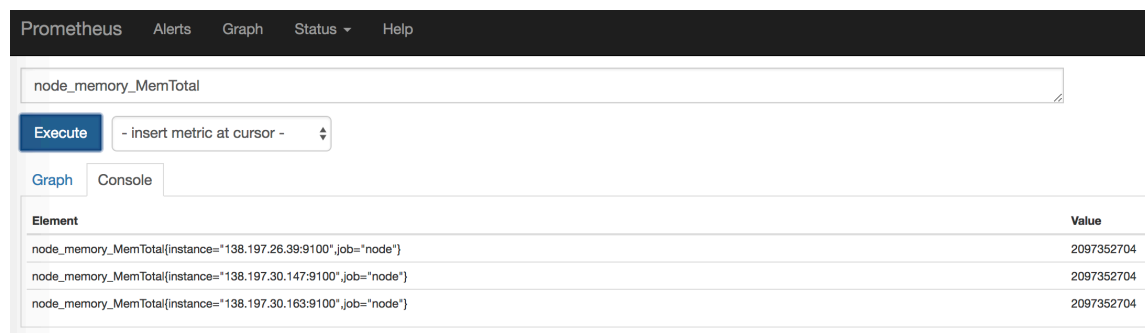 Prometheus Alerts Graph Status Help
node_memory_MemTotal
Execute - insert metric at cursor -
Graph Console
Element Value
node_memory_MemTotal{instance="138.197.26.39:9100",job="node"} 2097352704
node_memory_MemTotal{instance="138.197.30.147:9100",job="node"} 2097352704
node_memory_MemTotal{instance="138.197.30.163:9100",job="node"} 2097352704